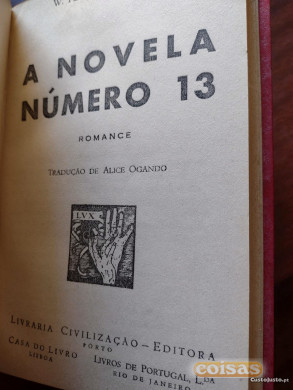 A NOVELA
NÚMERO 13
ROMANCE
TRADUÇÃO DE ALICE OGANDO
LVX
LIVRARIA CIVILIZAÇÃO - EDITORA
PORTO
CASA DO LIVRO LIVROS DE PORTUGAL, L.DA
LISBOA RIO DE JANEIRO
coisas